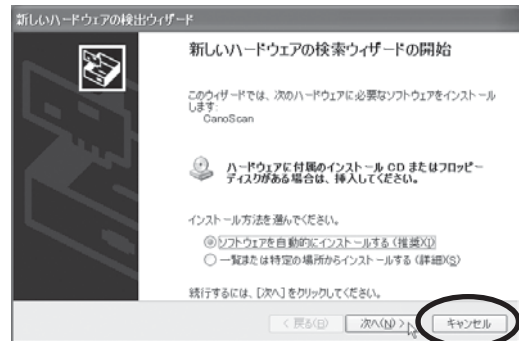 新しいハードウェアの検出ウィザード
新しいハードウェアの検索ウィザードの開始
このウィザードでは、次のハードウェアに必要なソフトウェアをインストール
します:
CanoScan
ハードウェアに付属のインストール CD またはフロッピー
ディスクがある場合は、挿入してください。
インストール方法を選んでください。
ソフトウェアを自動的にインストールする (推奨)(I)
一覧または特定の場所からインストールする (詳細)(S)
続行するには、[次へ] をクリックしてください。
< 戻る(B)
次へ(N) >
キャンセル